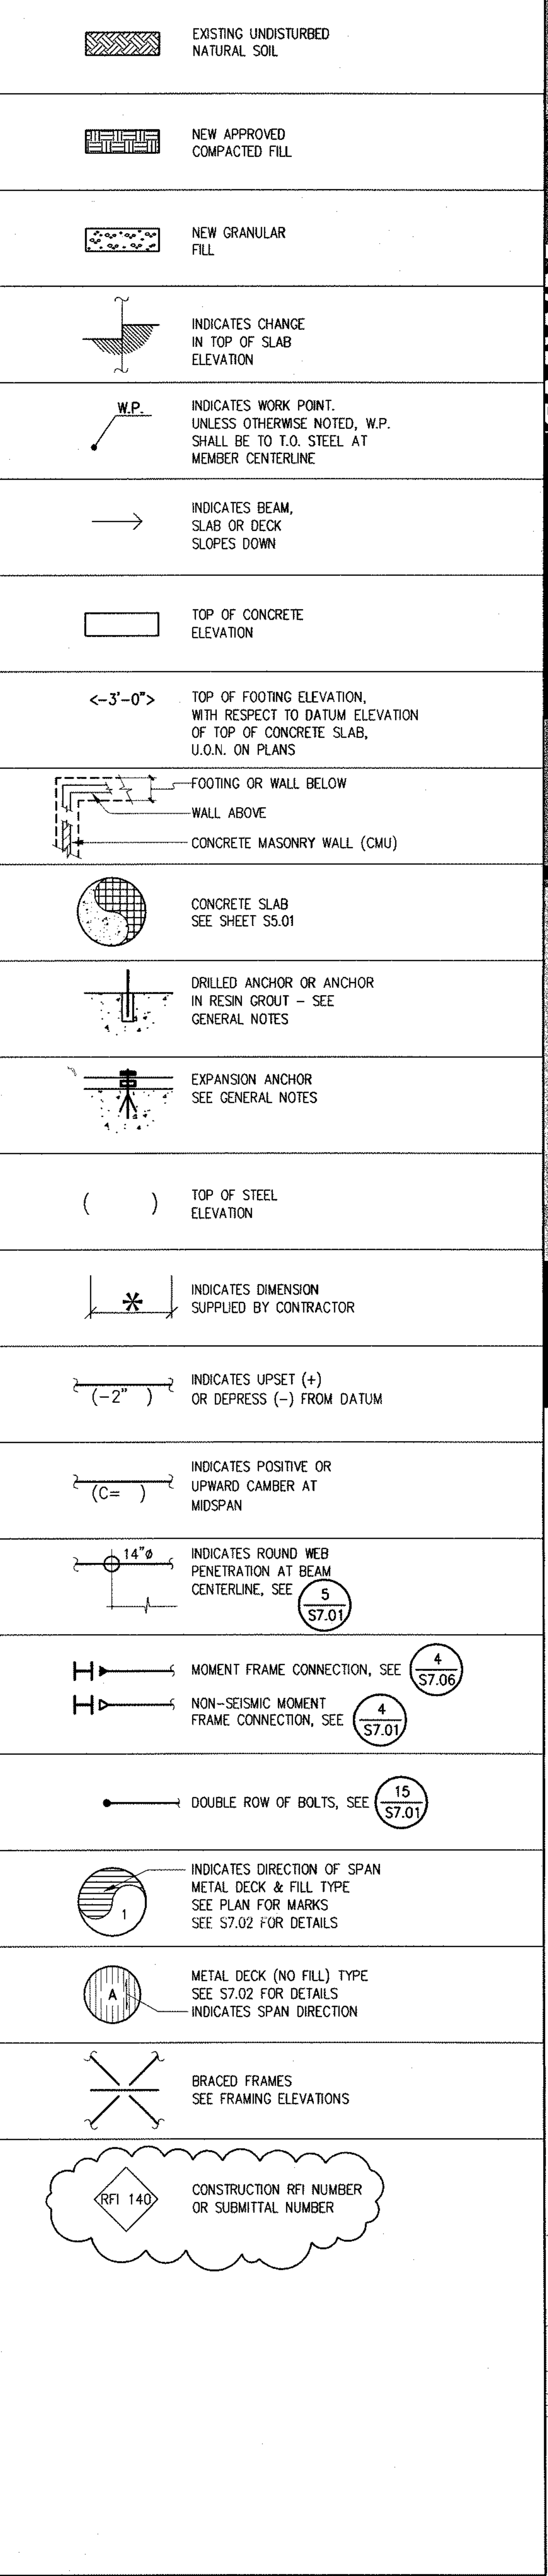 EXISTING UNDISTURBED
NATURAL SOIL
NEW APPROVED
COMPACTED FILL
NEW GRANULAR
FILL
INDICATES CHANGE
IN TOP OF SLAB
ELEVATION
W.P.
INDICATES WORK POINT.
UNLESS OTHERWISE NOTED, W.P.
SHALL BE TO T.O. STEEL AT
MEMBER CENTERLINE
INDICATES BEAM,
SLAB OR DECK
SLOPES DOWN
TOP OF CONCRETE
ELEVATION
<-3'-0">
TOP OF FOOTING ELEVATION,
WITH RESPECT TO DATUM ELEVATION
OF TOP OF CONCRETE SLAB,
U.O.N. ON PLANS
FOOTING OR WALL BELOW
WALL ABOVE
CONCRETE MASONRY WALL (CMU)
CONCRETE SLAB
SEE SHEET S5.01
DRILLED ANCHOR OR ANCHOR
IN RESIN GROUT - SEE
GENERAL NOTES
EXPANSION ANCHOR
SEE GENERAL NOTES
( )
TOP OF STEEL
ELEVATION
*
INDICATES DIMENSION
SUPPLIED BY CONTRACTOR
(-2" )
INDICATES UPSET (+)
OR DEPRESS (-) FROM DATUM
(C= )
INDICATES POSITIVE OR
UPWARD CAMBER AT
MIDSPAN
14"ø
INDICATES ROUND WEB
PENETRATION AT BEAM
CENTERLINE, SEE
5
S7.01
MOMENT FRAME CONNECTION, SEE
4
S7.06
NON-SEISMIC MOMENT
FRAME CONNECTION, SEE
4
S7.01
DOUBLE ROW OF BOLTS, SEE
15
S7.01
1
INDICATES DIRECTION OF SPAN
METAL DECK & FILL TYPE
SEE PLAN FOR MARKS
SEE S7.02 FOR DETAILS
A
METAL DECK (NO FILL) TYPE
SEE S7.02 FOR DETAILS
INDICATES SPAN DIRECTION
BRACED FRAMES
SEE FRAMING ELEVATIONS
RFI 140
CONSTRUCTION RFI NUMBER
OR SUBMITTAL NUMBER